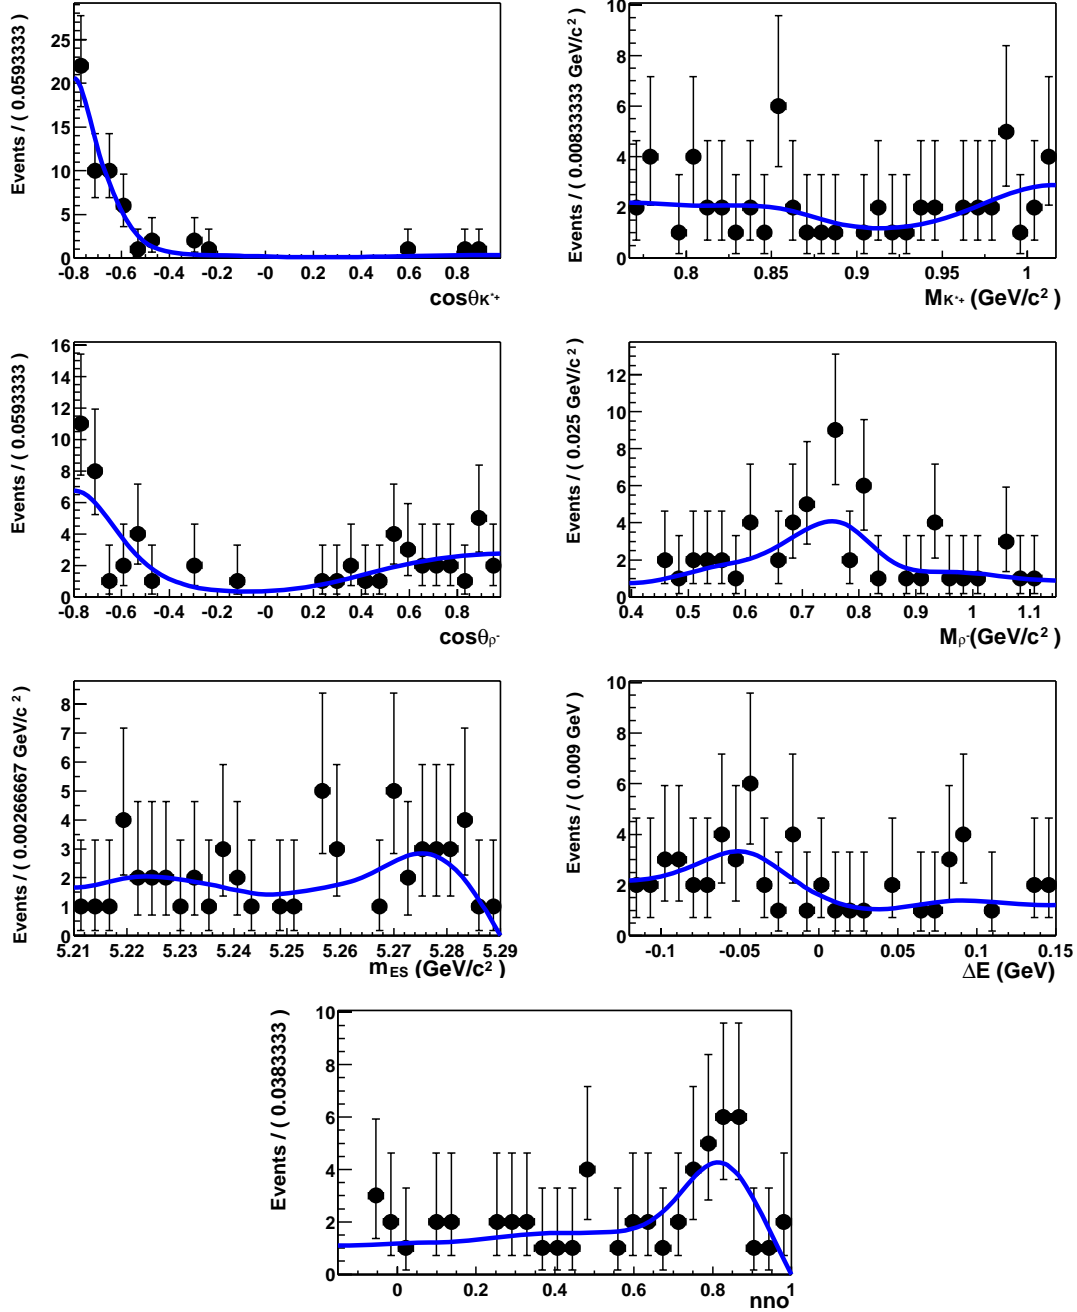 Events / ( 0.0593333 )
25
20
15
10
5
0
-0.8 -0.6 -0.4 -0.2 -0 0.2 0.4 0.6 0.8
cosθK*+
Events / ( 0.00833333 GeV/c² )
10
8
6
4
2
0
0.8 0.85 0.9 0.95 1
MK*+ (GeV/c²)
Events / ( 0.0593333 )
16
14
12
10
8
6
4
2
0
-0.8 -0.6 -0.4 -0.2 -0 0.2 0.4 0.6 0.8
cosθρ-
Events / ( 0.025 GeV/c² )
12
10
8
6
4
2
0
0.4 0.5 0.6 0.7 0.8 0.9 1 1.1
Mρ- (GeV/c²)
Events / ( 0.00266667 GeV/c² )
8
7
6
5
4
3
2
1
0
5.21 5.22 5.23 5.24 5.25 5.26 5.27 5.28 5.29
mES (GeV/c²)
Events / ( 0.009 GeV )
10
8
6
4
2
0
-0.1 -0.05 0 0.05 0.1 0.15
ΔE (GeV)
Events / ( 0.0383333 )
10
8
6
4
2
0
0 0.2 0.4 0.6 0.8 1
nno